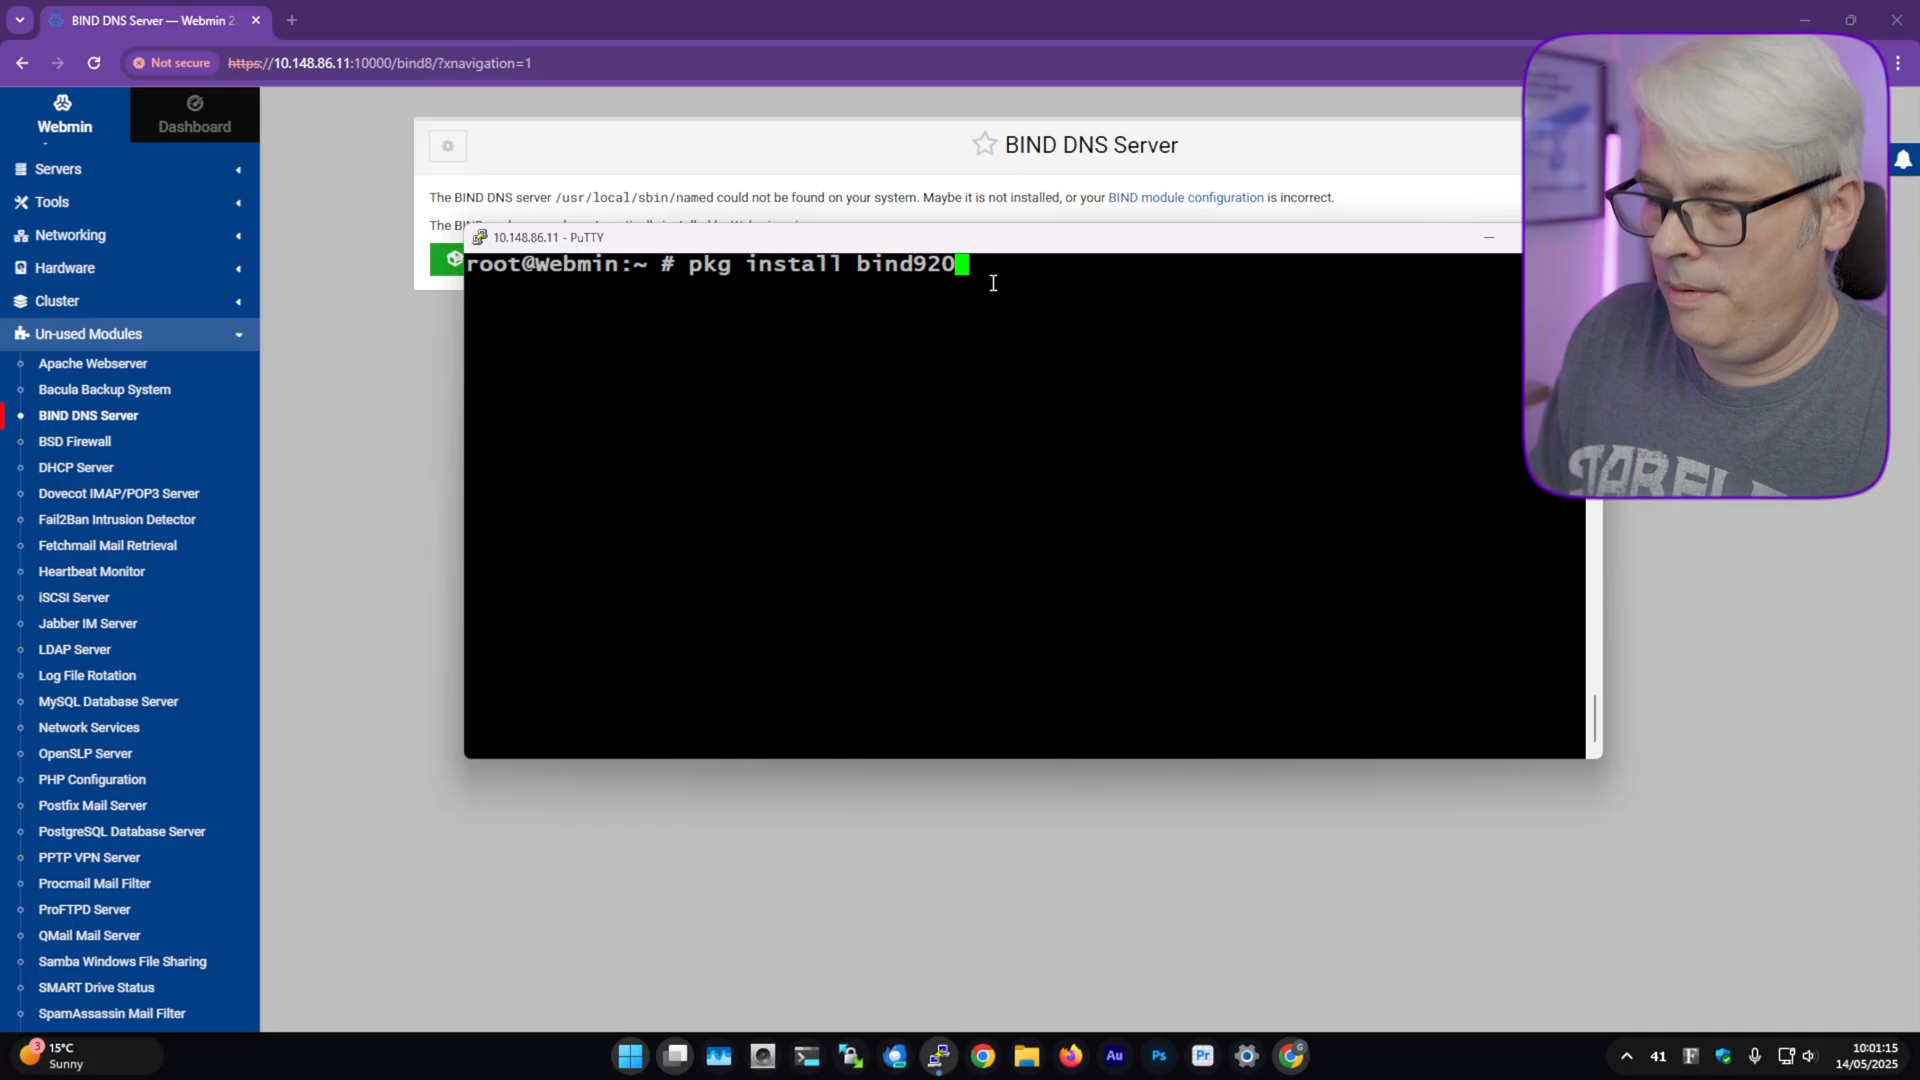 BIND DNS Server — Webmin 2.
Not secure
https://10.148.86.11:10000/bind8/?xnavigation=1
Webmin
Dashboard
Servers
Tools
Networking
Hardware
Cluster
Un-used Modules
Apache Webserver
Bacula Backup System
BIND DNS Server
BSD Firewall
DHCP Server
Dovecot IMAP/POP3 Server
Fail2Ban Intrusion Detector
Fetchmail Mail Retrieval
Heartbeat Monitor
iSCSI Server
Jabber IM Server
LDAP Server
Log File Rotation
MySQL Database Server
Network Services
OpenSLP Server
PHP Configuration
Postfix Mail Server
PostgreSQL Database Server
PPTP VPN Server
Procmail Mail Filter
ProFTPD Server
QMail Mail Server
Samba Windows File Sharing
SMART Drive Status
SpamAssassin Mail Filter
BIND DNS Server
The BIND DNS server /usr/local/sbin/named could not be found on your system. Maybe it is not installed, or your BIND module configuration is incorrect.
The
10.148.86.11 - PuTTY
root@Webmin:~ # pkg install bind920
3
15°C
Sunny
Au
Ps
Pr
G
41
F
10:01:15
14/05/2025